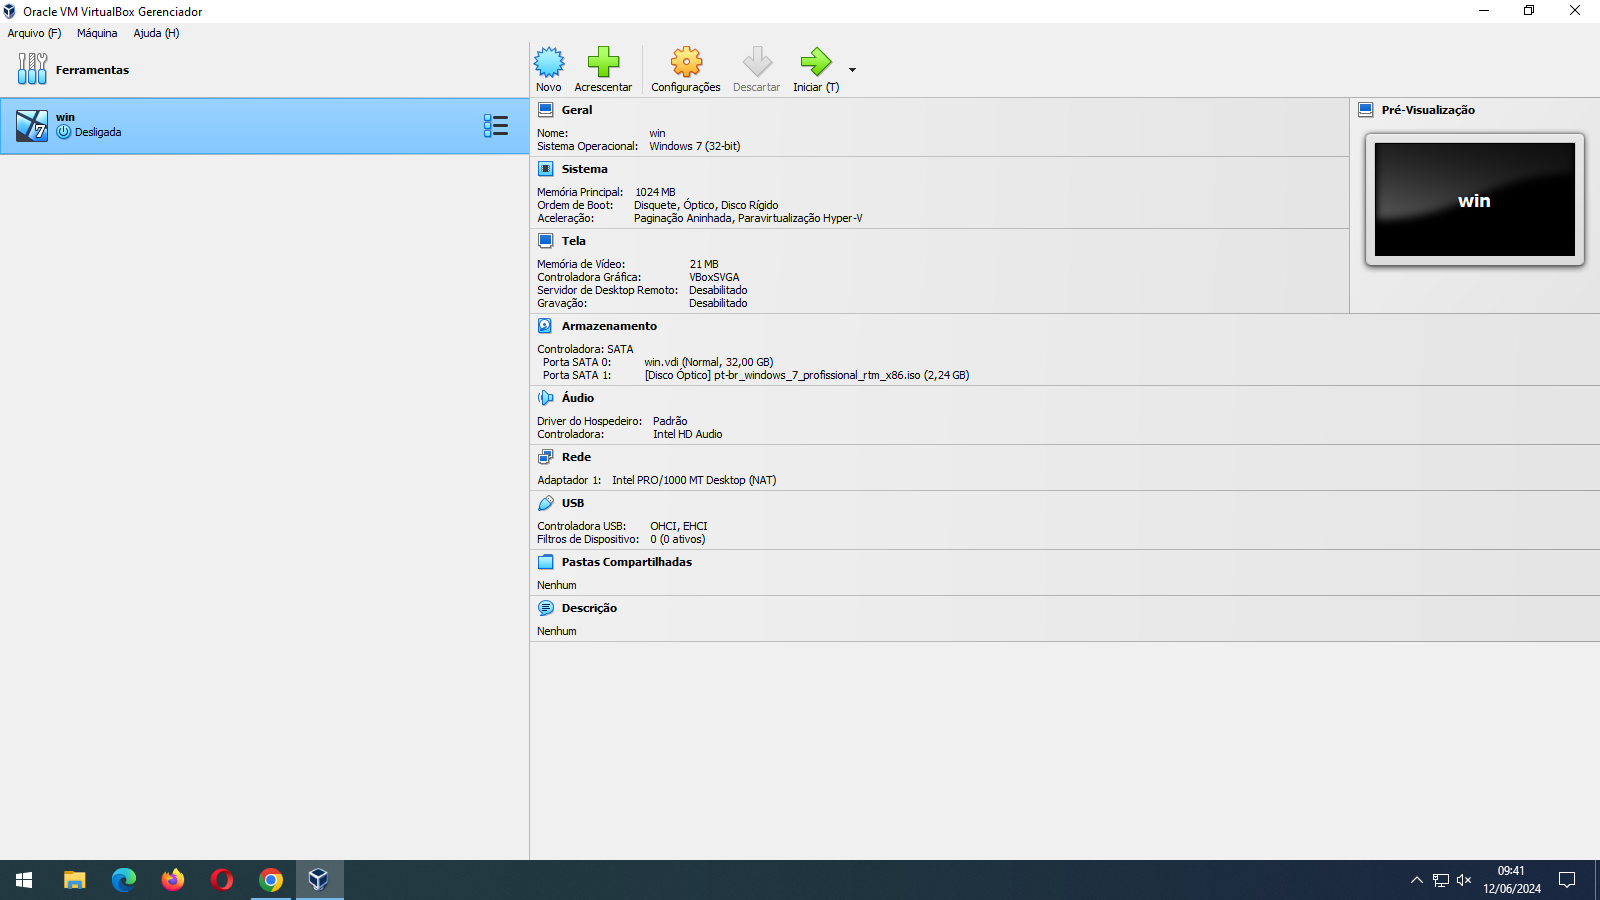 Oracle VM VirtualBox Gerenciador
Arquivo (F) Máquina Ajuda (H)
Ferramentas
win
Desligada
Novo Acrescentar Configurações Descartar Iniciar (T)
Geral
Nome: win
Sistema Operacional: Windows 7 (32-bit)
Sistema
Memória Principal: 1024 MB
Ordem de Boot: Disquete, Óptico, Disco Rígido
Aceleração: Paginação Aninhada, Paravirtualização Hyper-V
Tela
Memória de Vídeo: 21 MB
Controladora Gráfica: VBoxSVGA
Servidor de Desktop Remoto: Desabilitado
Gravação: Desabilitado
Pré-Visualização
win
Armazenamento
Controladora: SATA
Porta SATA 0: win.vdi (Normal, 32,00 GB)
Porta SATA 1: [Disco Óptico] pt-br_windows_7_profissional_rtm_x86.iso (2,24 GB)
Áudio
Driver do Hospedeiro: Padrão
Controladora: Intel HD Audio
Rede
Adaptador 1: Intel PRO/1000 MT Desktop (NAT)
USB
Controladora USB: OHCI, EHCI
Filtros de Dispositivo: 0 (0 ativos)
Pastas Compartilhadas
Nenhum
Descrição
Nenhum
09:41
12/06/2024